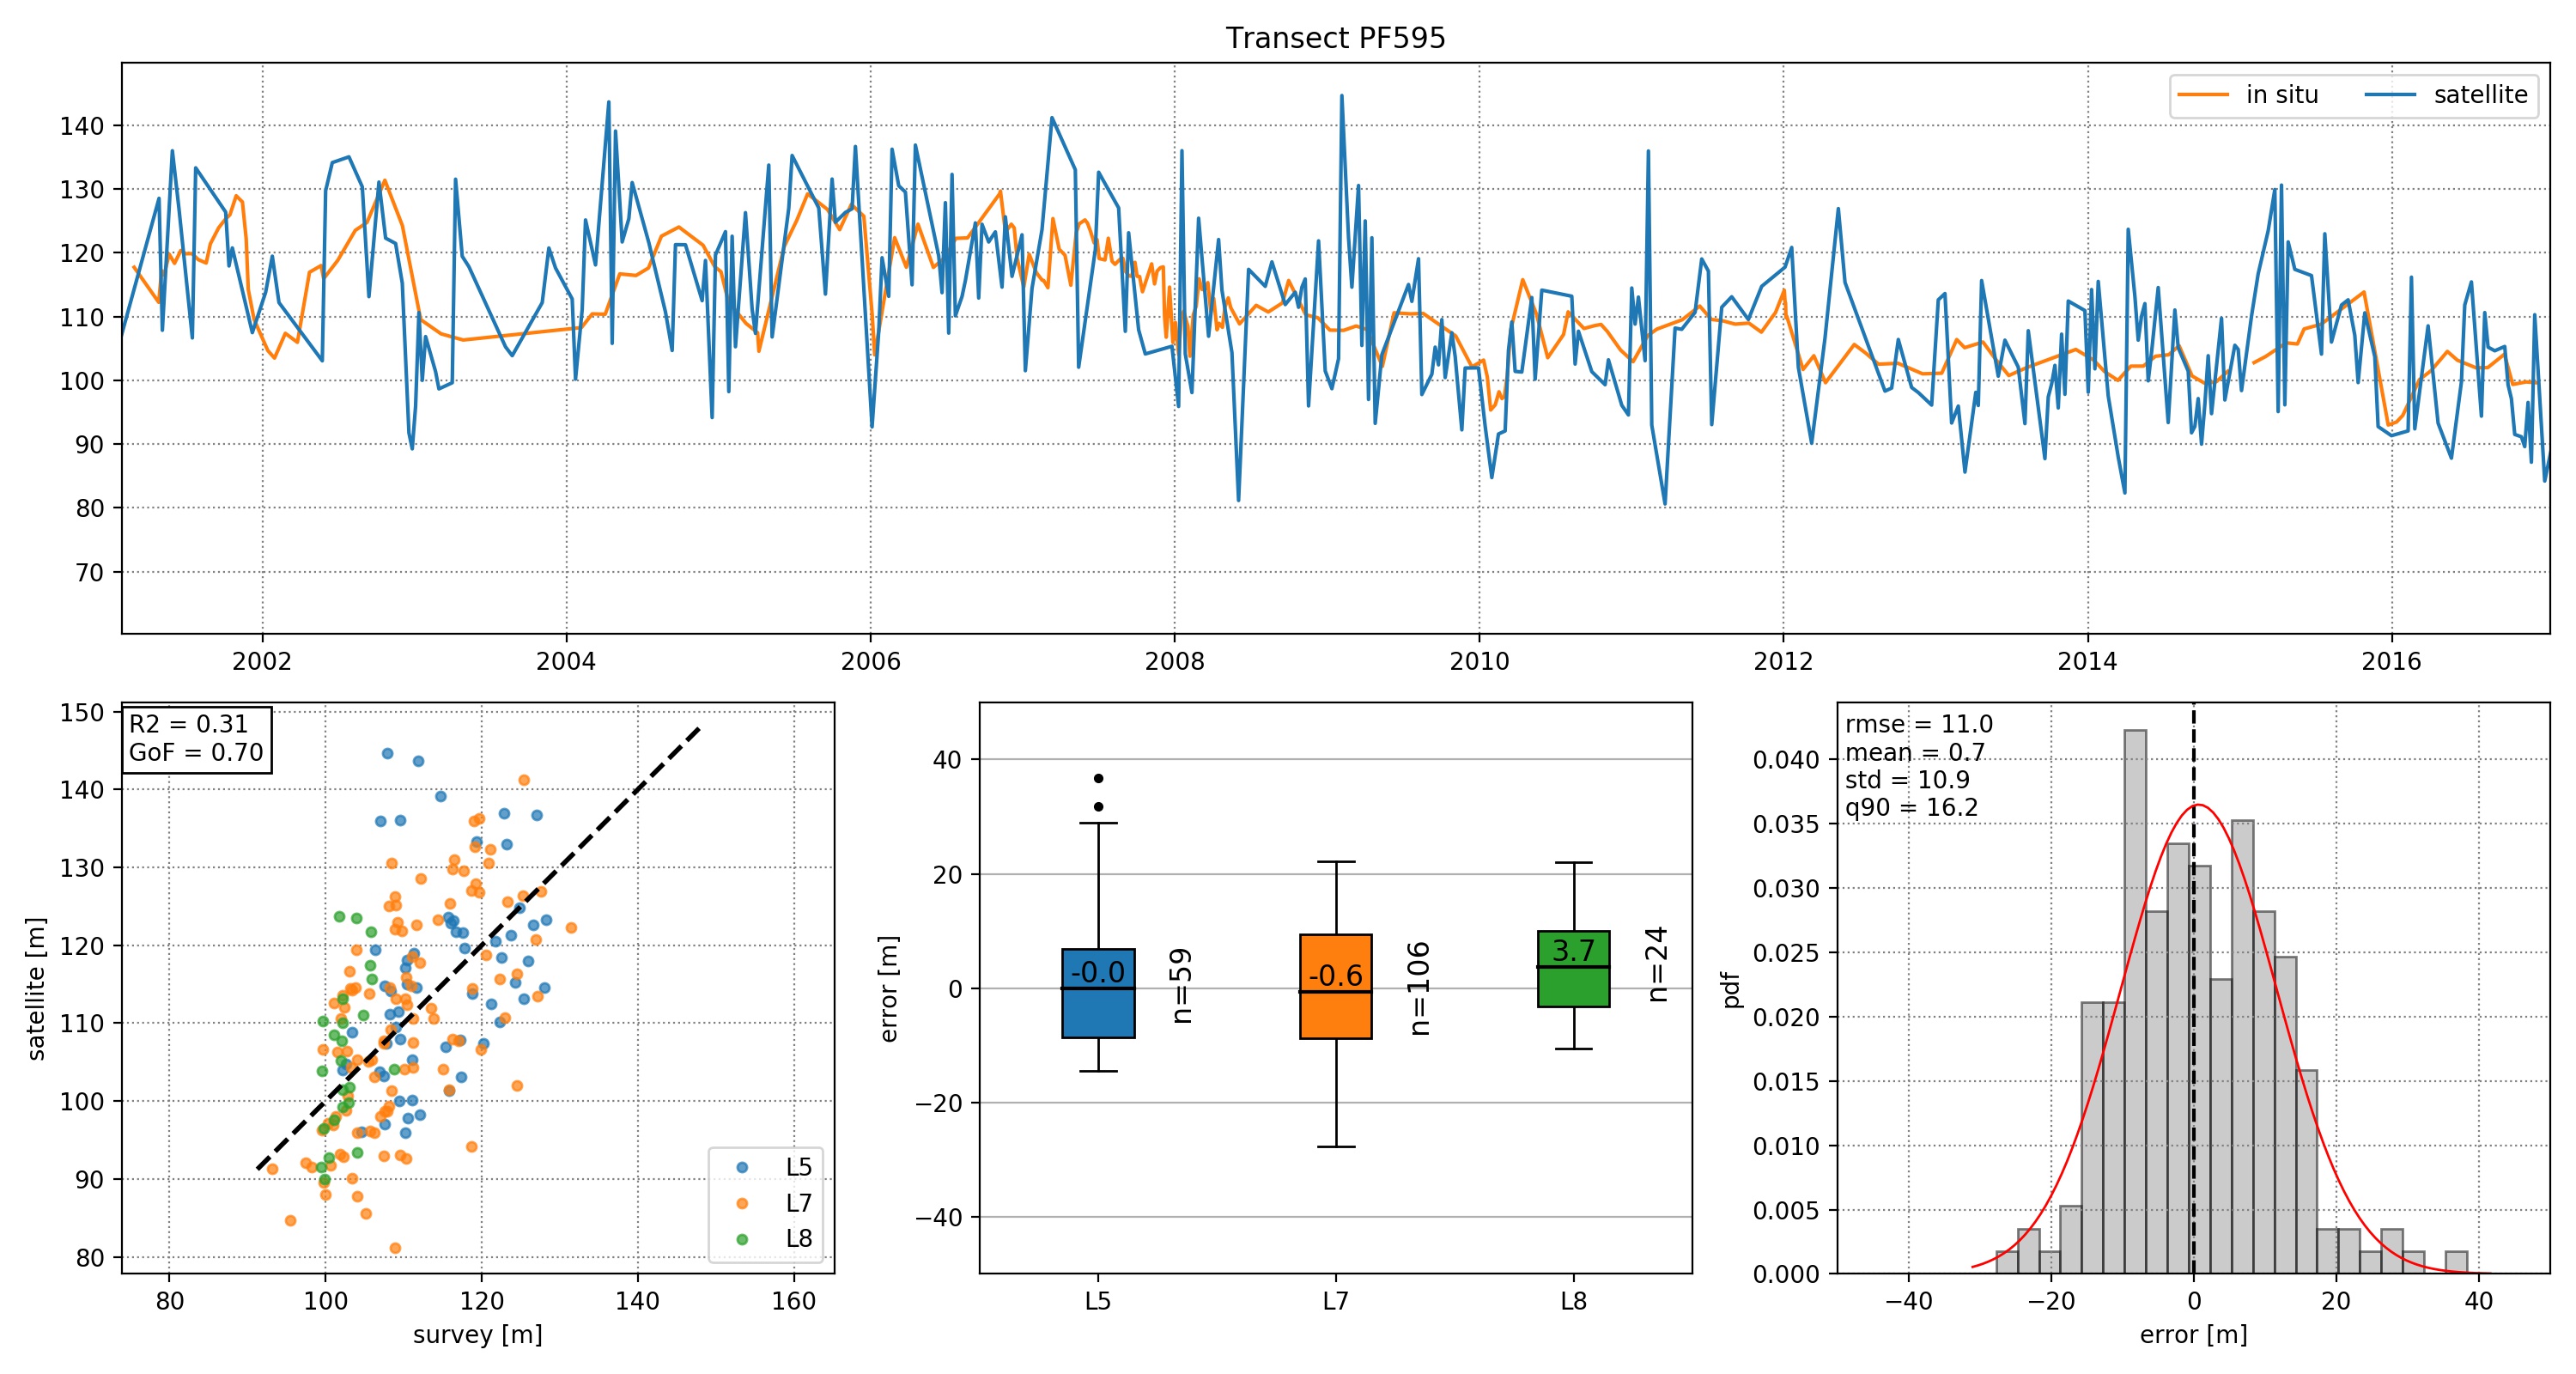 Transect PF595
in situ
satellite
140
130
120
110
100
90
80
70
2002
2004
2006
2008
2010
2012
2014
2016
R2 = 0.31
GoF = 0.70
satellite [m]
150
140
130
120
110
100
90
80
L5
L7
L8
80
100
120
140
160
survey [m]
error [m]
40
20
0
−20
−40
-0.0
n=59
-0.6
n=106
3.7
n=24
L5
L7
L8
rmse = 11.0
mean = 0.7
std = 10.9
q90 = 16.2
pdf
0.040
0.035
0.030
0.025
0.020
0.015
0.010
0.005
0.000
−40
−20
0
20
40
error [m]